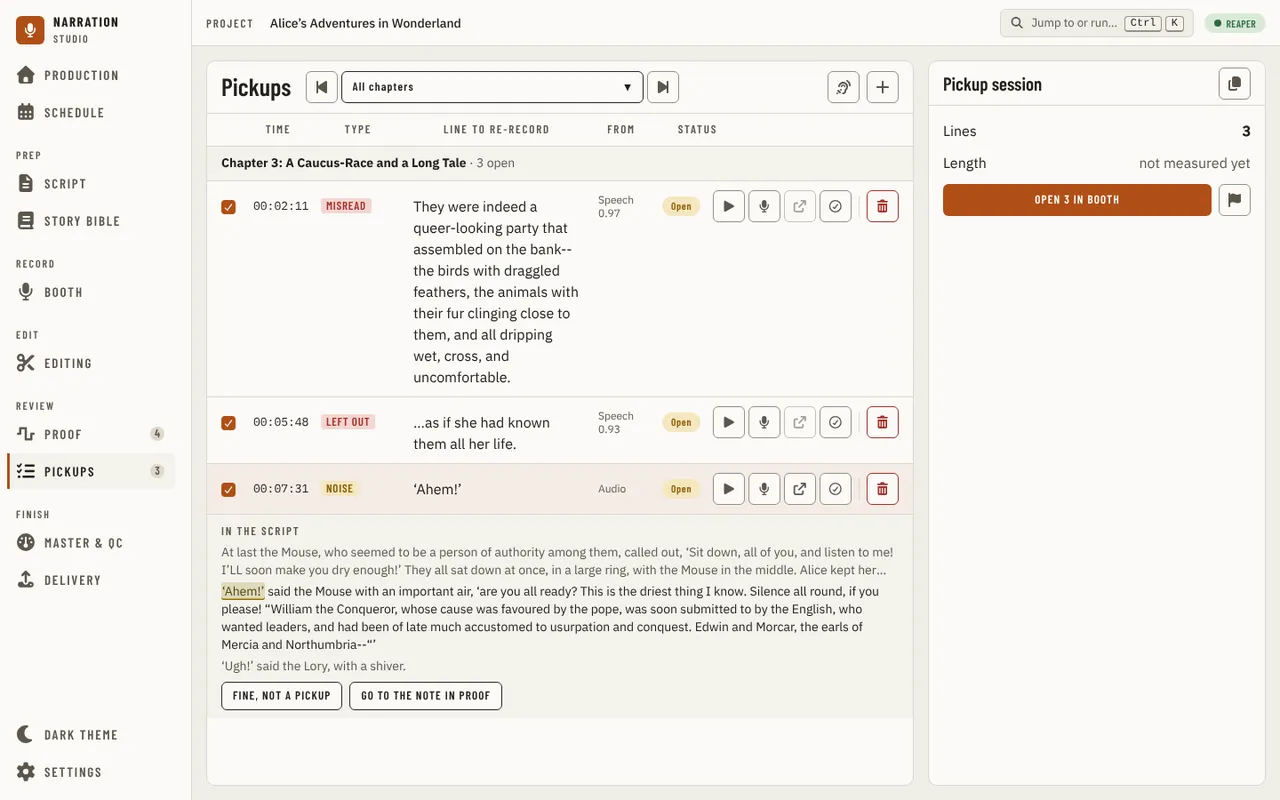 NARRATION
STUDIO
PRODUCTION
SCHEDULE
PREP
SCRIPT
STORY BIBLE
RECORD
BOOTH
EDIT
EDITING
REVIEW
PROOF 4
PICKUPS 3
FINISH
MASTER & QC
DELIVERY
DARK THEME
SETTINGS
PROJECT Alice’s Adventures in Wonderland
Jump to or run... Ctrl K
REAPER
Pickups
All chapters
TIME TYPE LINE TO RE-RECORD FROM STATUS
Chapter 3: A Caucus-Race and a Long Tale · 3 open
00:02:11 MISREAD
They were indeed a
queer-looking party that
assembled on the bank--
the birds with draggled
feathers, the animals with
their fur clinging close to
them, and all dripping
wet, cross, and
uncomfortable.
Speech
0.97
Open
00:05:48 LEFT OUT
...as if she had known
them all her life.
Speech
0.93
Open
00:07:31 NOISE ‘Ahem!’ Audio Open
IN THE SCRIPT
At last the Mouse, who seemed to be a person of authority among them, called out, ‘Sit down, all of you, and listen to me!
I’LL soon make you dry enough!’ They all sat down at once, in a large ring, with the Mouse in the middle. Alice kept her...
‘Ahem!’ said the Mouse with an important air, ‘are you all ready? This is the driest thing I know. Silence all round, if you
please! “William the Conqueror, whose cause was favoured by the pope, was soon submitted to by the English, who
wanted leaders, and had been of late much accustomed to usurpation and conquest. Edwin and Morcar, the earls of
Mercia and Northumbria--“’
‘Ugh!’ said the Lory, with a shiver.
FINE, NOT A PICKUP
GO TO THE NOTE IN PROOF
Pickup session
Lines 3
Length not measured yet
OPEN 3 IN BOOTH